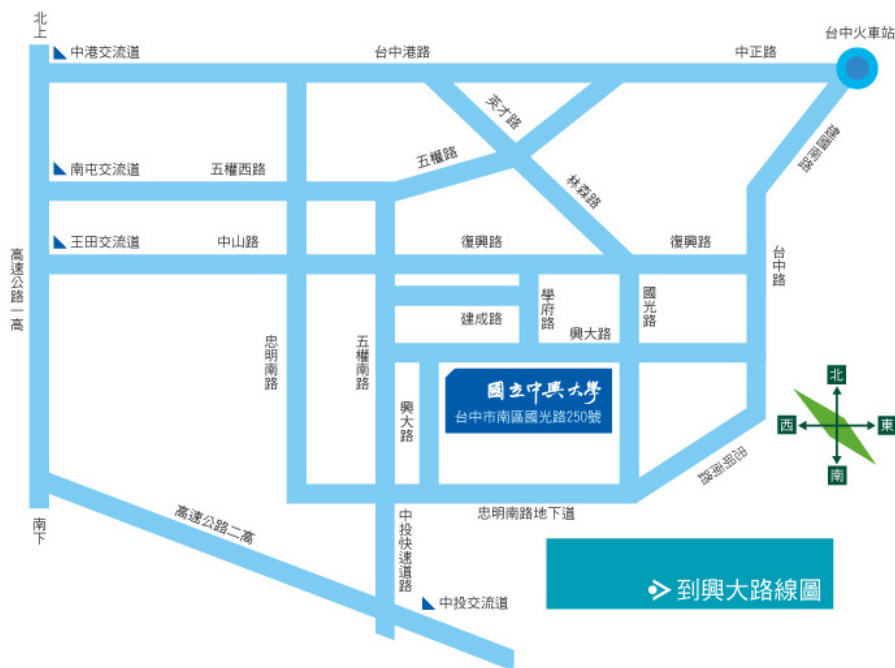 北上
台中火車站
中港交流道
台中港路
中正路
英才路
建國南路
五權路
南屯交流道
五權西路
林森路
王田交流道
中山路
復興路
復興路
高速公路一高
台中路
學府路
國光路
建成路
興大路
忠明南路
五權南路
國立中興大學
台中市南區國光路250號
興大路
北
西
東
南
忠明南路
南下
高速公路二高
忠明南路地下道
中投快速道路
中投交流道
到興大路線圖